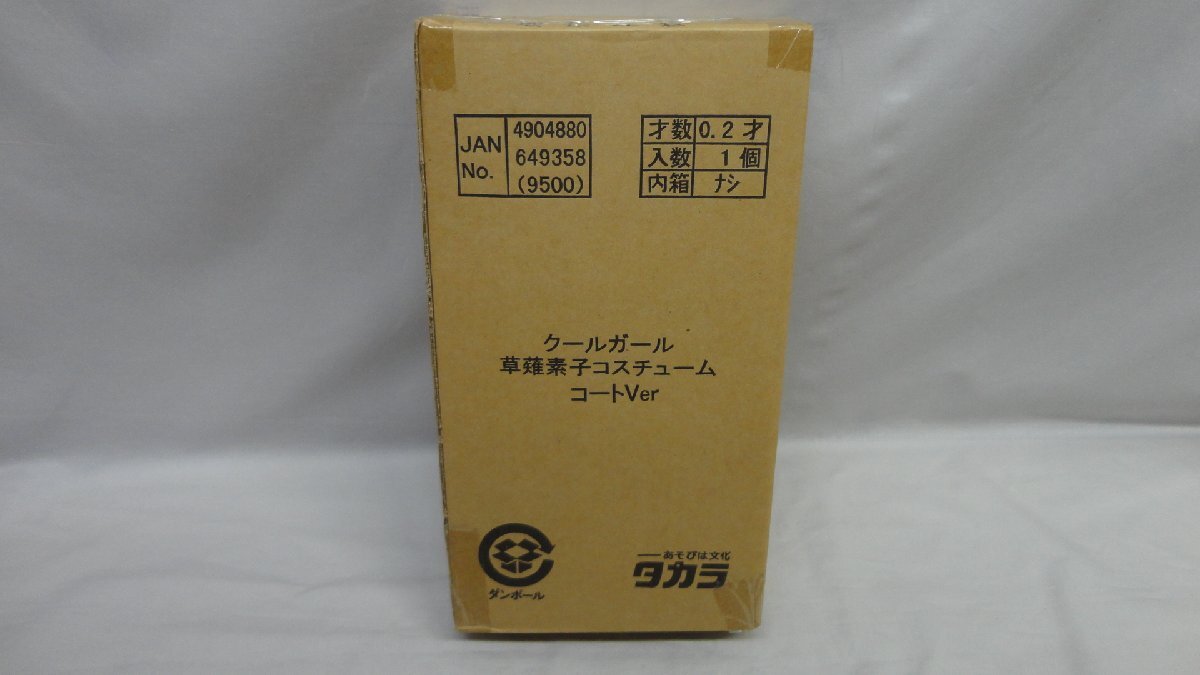 JAN No.
4904880
649358
(9500)
才数 0.2才
入数 1個
内箱 ナシ
クールガール
草薙素子コスチューム
コートVer
ダンボール
あそびは文化
タカラ